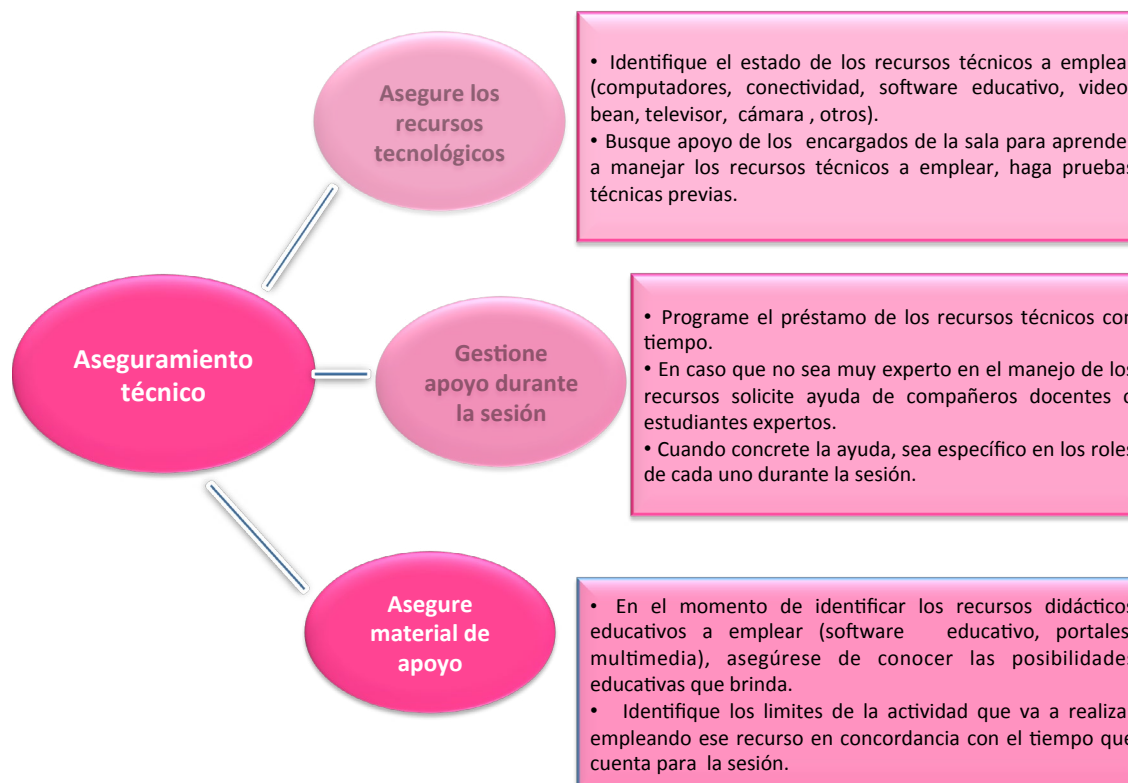 Asegure los
recursos
tecnológicos
• Identifique el estado de los recursos técnicos a emplea
(computadores, conectividad, software educativo, video
bean, televisor, cámara , otros).
• Busque apoyo de los encargados de la sala para aprende
a manejar los recursos técnicos a emplear, haga pruebas
técnicas previas.
Aseguramiento
técnico
Gestione
apoyo durante
la sesión
• Programe el préstamo de los recursos técnicos con
tiempo.
• En caso que no sea muy experto en el manejo de los
recursos solicite ayuda de compañeros docentes o
estudiantes expertos.
• Cuando concrete la ayuda, sea específico en los roles
de cada uno durante la sesión.
Asegure
material de
apoyo
• En el momento de identificar los recursos didácticos
educativos a emplear (software educativo, portales
multimedia), asegúrese de conocer las posibilidades
educativas que brinda.
• Identifique los limites de la actividad que va a realiza
empleando ese recurso en concordancia con el tiempo que
cuenta para la sesión.